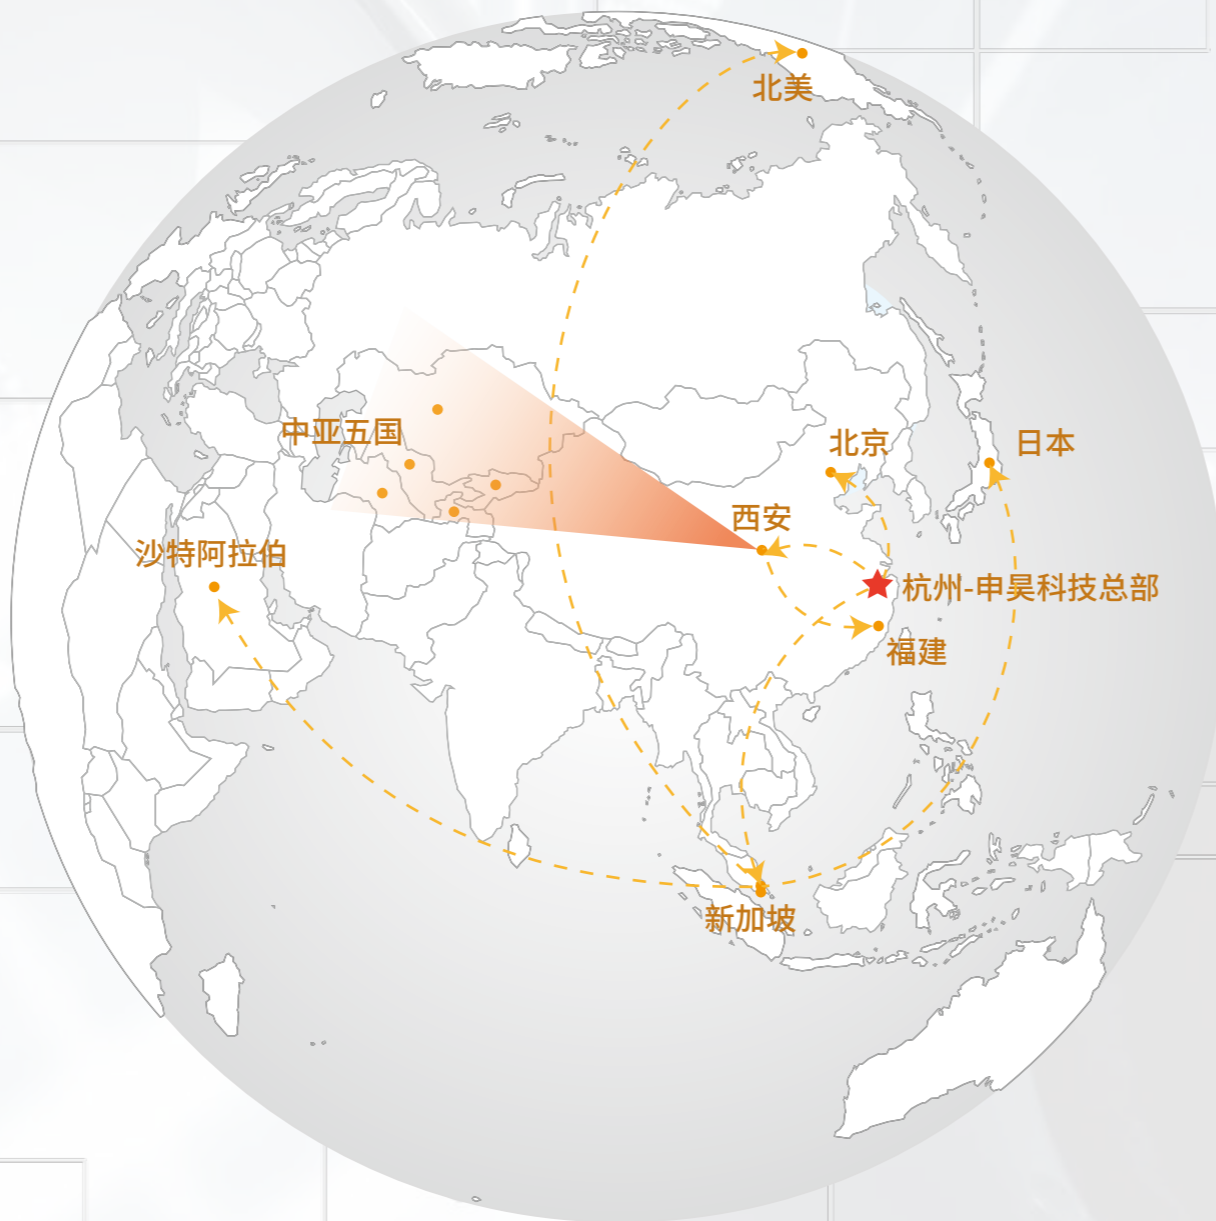 北美
中亚五国
北京
日本
西安
沙特阿拉伯
杭州-申昊科技总部
福建
新加坡